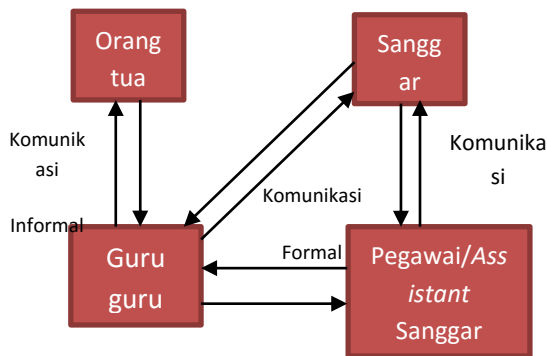 Orang
tua
Sangg
ar
Komunik
asi
Komunika
si
Komunikasi
Informal
Formal
Guru
guru
Pegawai/Ass
istant
Sanggar